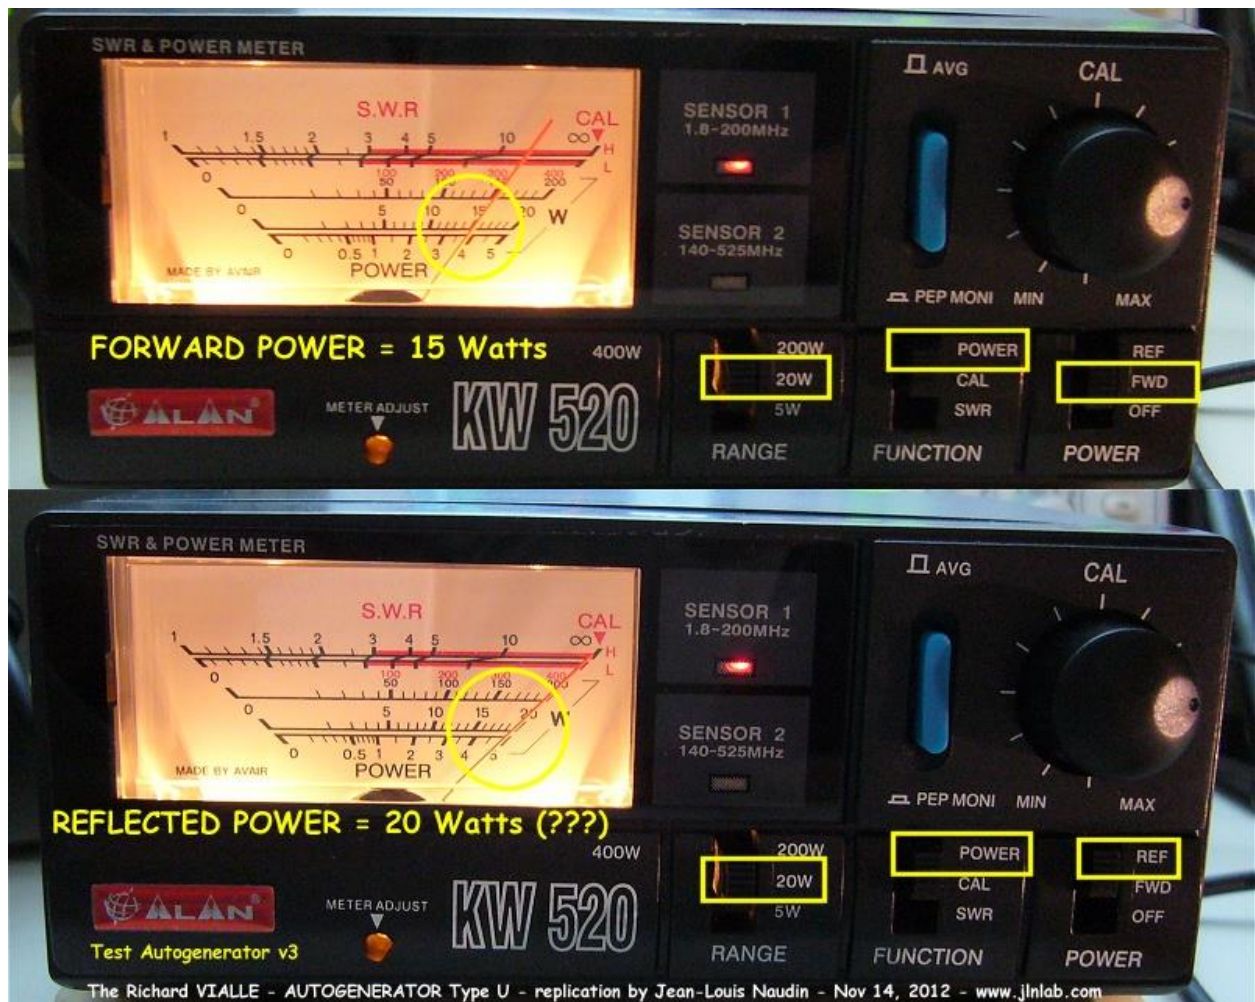 SWR & POWER METER
S.W.R
CAL
1 1.5 2 3 4 5 10 ∞
H
L
0 100 200 300 400
50 200
0 5 10 15 20
W
0 0.5 1 2 3 4 5
POWER
MADE BY AVAIR
SENSOR 1
1.8-200MHz
SENSOR 2
140-525MHz
AVG
CAL
PEP MONI MIN MAX
FORWARD POWER = 15 Watts
400W
ALAN
METER ADJUST
KW 520
200W
20W
5W
RANGE
POWER
CAL
SWR
FUNCTION
REF
FWD
OFF
POWER
SWR & POWER METER
S.W.R
CAL
1 1.5 2 3 4 5 10 ∞
H
L
0 100 200 300 400
50 100 150 200
0 5 10 15 20
W
0 0.5 1 2 3 4 5
POWER
MADE BY AVAIR
SENSOR 1
1.8-200MHz
SENSOR 2
140-525MHz
AVG
CAL
PEP MONI MIN MAX
REFLECTED POWER = 20 Watts (???)
400W
ALAN
METER ADJUST
KW 520
Test Autogenerator v3
200W
20W
5W
RANGE
POWER
CAL
SWR
FUNCTION
REF
FWD
OFF
POWER
The Richard VIALLE - AUTOGENERATOR Type U - replication by Jean-Louis Naudin - Nov 14, 2012 - www.jlnlab.com